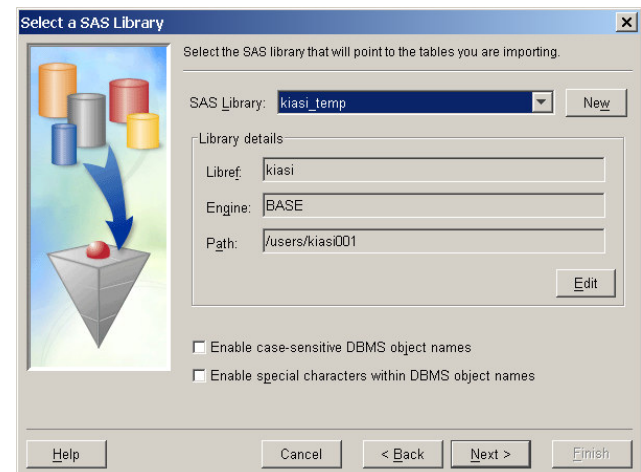 Select a SAS Library
Select the SAS library that will point to the tables you are importing.
SAS Library: kiasi_temp New
Library details
Libref: kiasi
Engine: BASE
Path: /users/kiasi001
Edit
Enable case-sensitive DBMS object names
Enable special characters within DBMS object names
Help Cancel < Back Next > Finish